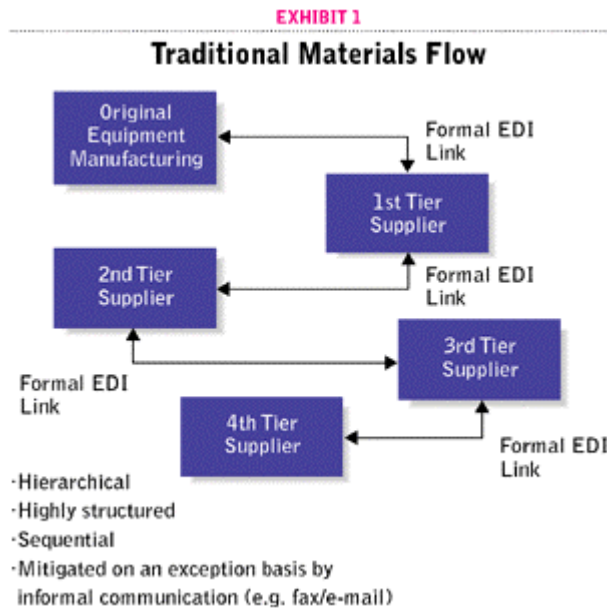 EXHIBIT 1
Traditional Materials Flow
Original
Equipment
Manufacturing
Formal EDI
Link
1st Tier
Supplier
2nd Tier
Supplier
Formal EDI
Link
3rd Tier
Supplier
Formal EDI
Link
4th Tier
Supplier
Formal EDI
Link
·Hierarchical
·Highly structured
·Sequential
·Mitigated on an exception basis by
informal communication (e.g. fax/e-mail)